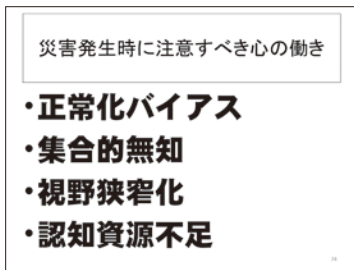 災害発生時に注意すべき心の働き
・正常化バイアス
・集合的無知
・視野狭窄化
・認知資源不足